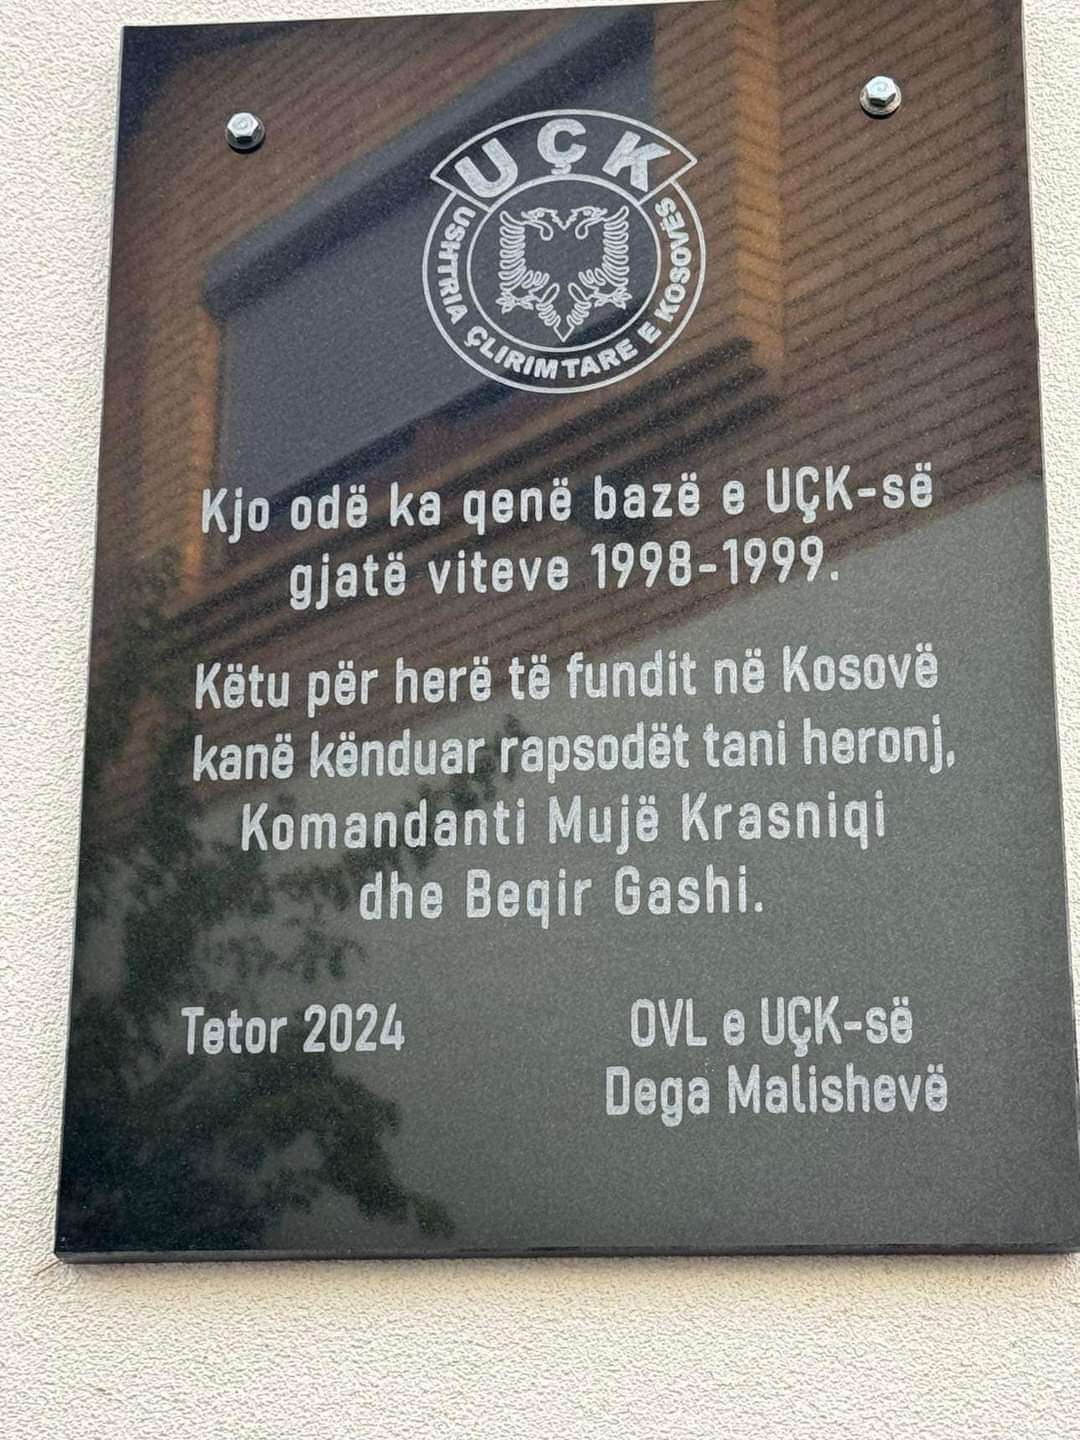 UÇK
USHTRIA ÇLIRIMTARE E KOSOVËS
Kjo odë ka qenë bazë e UÇK-së
gjatë viteve 1998-1999.
Këtu për herë të fundit në Kosovë
kanë kënduar rapsodët tani heronj,
Komandanti Mujë Krasniqi
dhe Beqir Gashi.
Tetor 2024
OVL e UÇK-së
Dega Malishevë